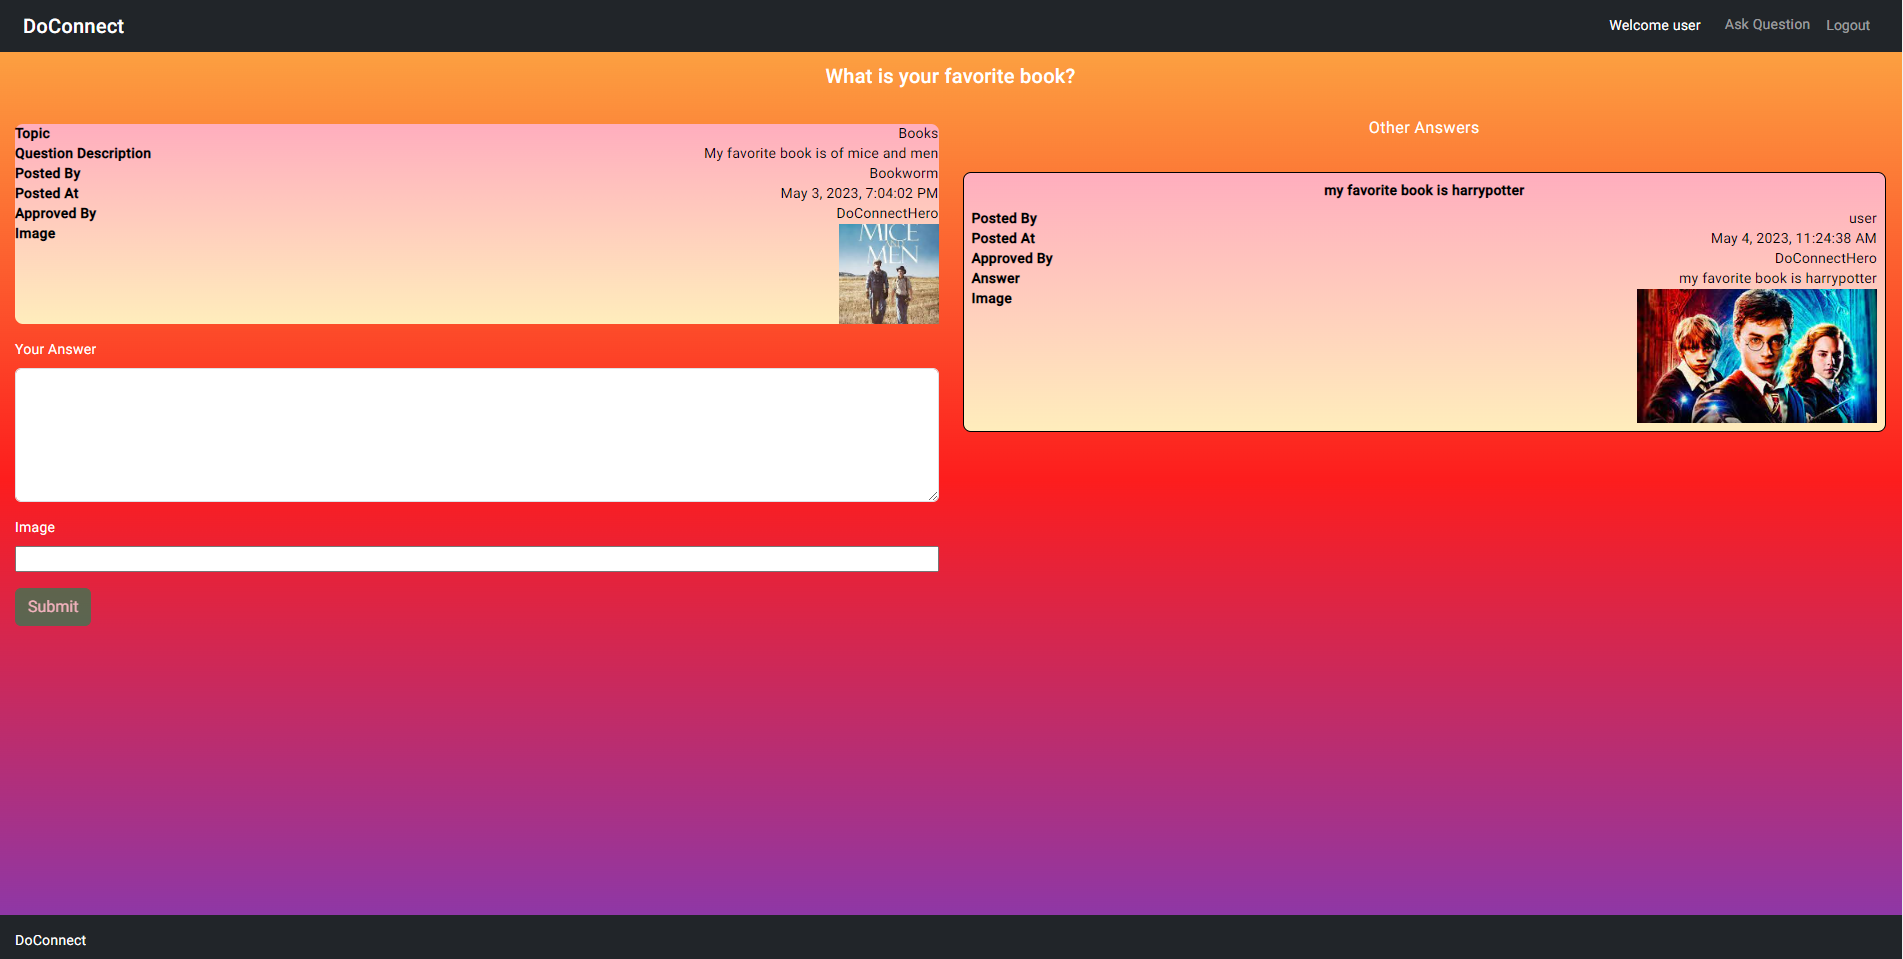 DoConnect
Welcome user Ask Question Logout
What is your favorite book?
Topic Books
Question Description My favorite book is of mice and men
Posted By Bookworm
Posted At May 3, 2023, 7:04:02 PM
Approved By DoConnectHero
Image
MICE
AND
MEN
Your Answer
Image
Submit
Other Answers
my favorite book is harrypotter
Posted By user
Posted At May 4, 2023, 11:24:38 AM
Approved By DoConnectHero
Answer my favorite book is harrypotter
Image
DoConnect